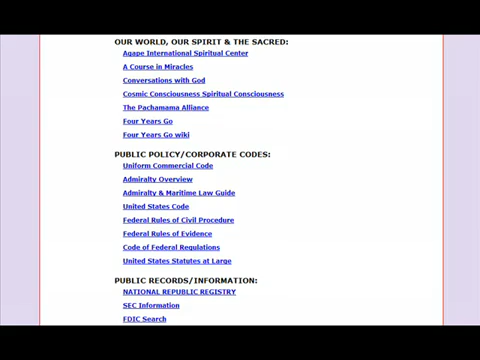 OUR WORLD, OUR SPIRIT & THE SACRED:
Agape International Spiritual Center
A Course in Miracles
Conversations with God
Cosmic Consciousness Spiritual Consciousness
The Pachamama Alliance
Four Years Go
Four Years Go wiki
PUBLIC POLICY/CORPORATE CODES:
Uniform Commercial Code
Admiralty Overview
Admiralty & Maritime Law Guide
United States Code
Federal Rules of Civil Procedure
Federal Rules of Evidence
Code of Federal Regulations
United States Statutes at Large
PUBLIC RECORDS/INFORMATION:
NATIONAL REPUBLIC REGISTRY
SEC Information
FDIC Search